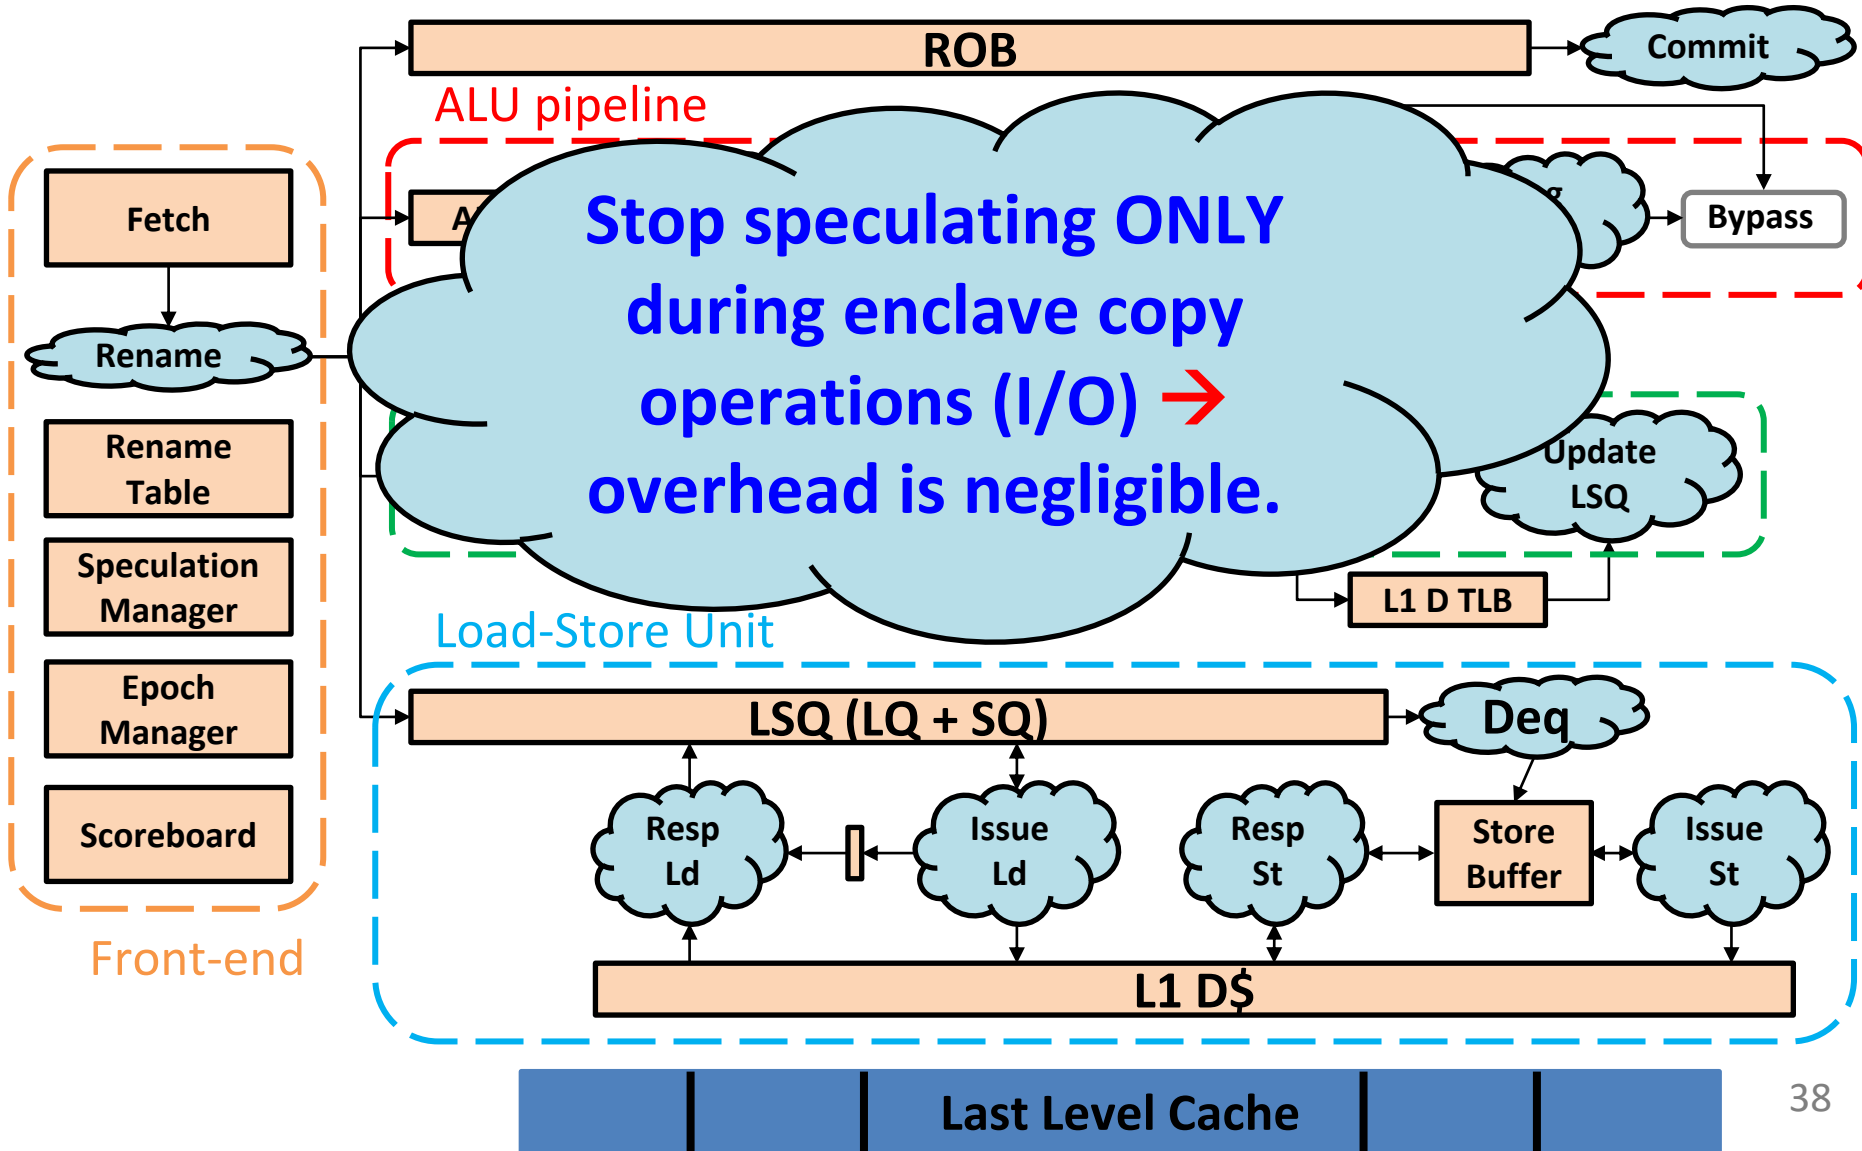 ROB
Commit
ALU pipeline
Fetch
Stop speculating ONLY
during enclave copy
operations (I/O) →
overhead is negligible.
Bypass
Rename
Rename
Table
Update
LSQ
Speculation
Manager
L1 D TLB
Load-Store Unit
Epoch
Manager
LSQ (LQ + SQ)
Deq
Scoreboard
Resp
Ld
Issue
Ld
Resp
St
Store
Buffer
Issue
St
Front-end
L1 D$
Last Level Cache
38